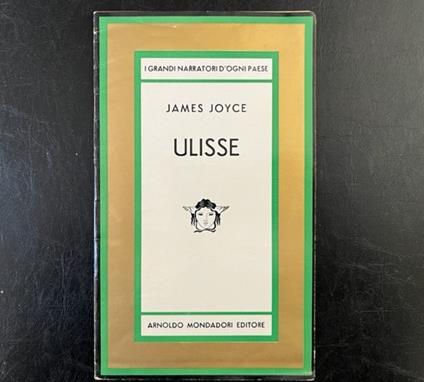 I GRANDI NARRATORI D'OGNI PAESE
JAMES JOYCE
ULISSE
ARNOLDO MONDADORI EDITORE